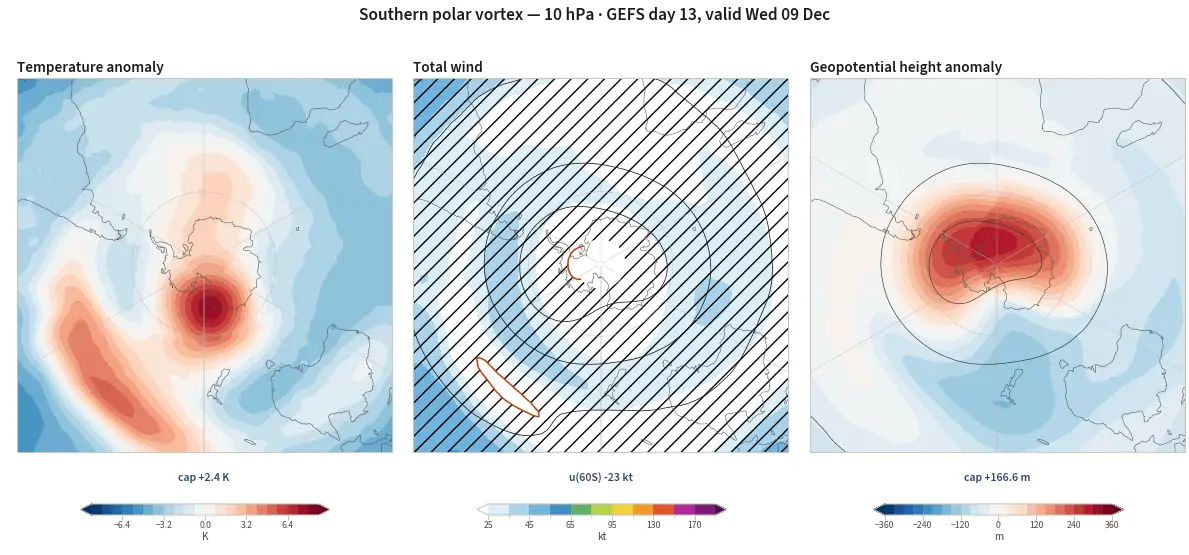 Southern polar vortex — 10 hPa · GEFS day 13, valid Wed 09 Dec
Temperature anomaly
Total wind
Geopotential height anomaly
cap +2.4 K
u(60S) -23 kt
cap +166.6 m
−6.4 −3.2 0.0 3.2 6.4
K
25 45 65 95 130 170
kt
−360 −240 −120 0 120 240 360
m